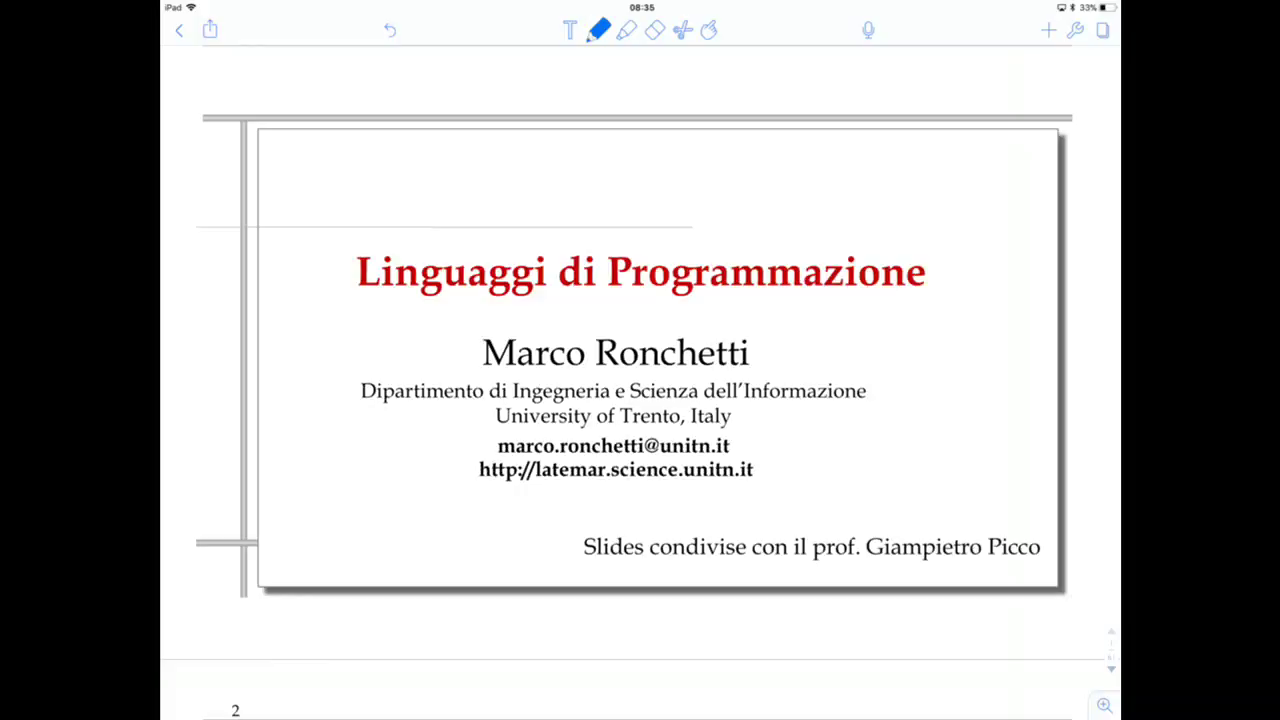 iPad
08:35
33%
T
Linguaggi di Programmazione
Marco Ronchetti
Dipartimento di Ingegneria e Scienza dell'Informazione
University of Trento, Italy
marco.ronchetti@unitn.it
http://latemar.science.unitn.it
Slides condivise con il prof. Giampietro Picco
2